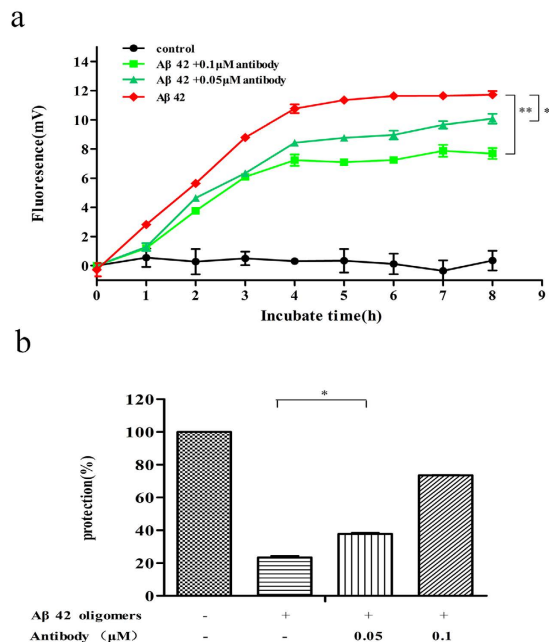 a
control
Aβ 42 +0.1μM antibody
Aβ 42 +0.05μM antibody
Aβ 42
Fluoresence(mV)
14
12
10
8
6
4
2
0
** *
0 1 2 3 4 5 6 7 8 9
Incubate time(h)
b
protection(%)
120
100
80
60
40
20
0
*
Aβ 42 oligomers - + + +
Antibody （μM） - - 0.05 0.1